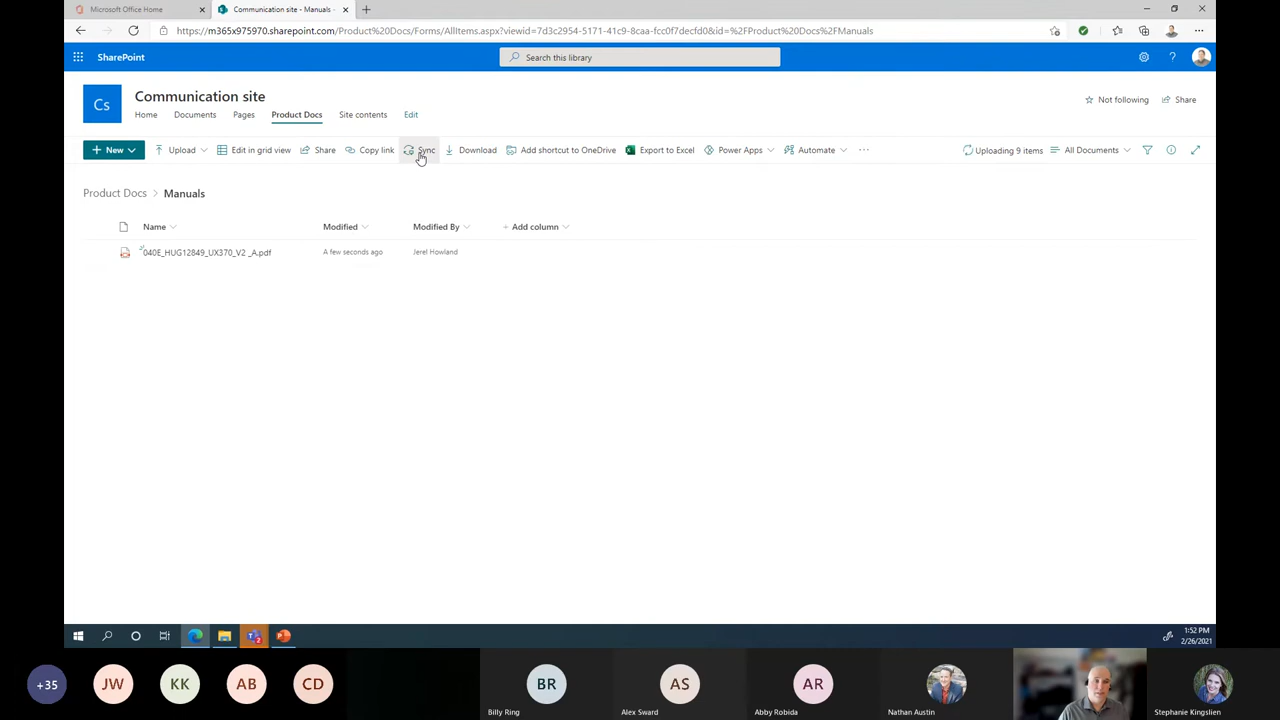 Microsoft Office Home
Communication site - Manuals -
https://m365x975970.sharepoint.com/Product%20Docs/Forms/AllItems.aspx?viewid=7d3c2954-5171-41c9-8caa-fcc0f7decfd0&id=%2FProduct%20Docs%2FManuals
SharePoint
Search this library
Cs
Communication site
Home Documents Pages Product Docs Site contents Edit
Not following Share
New Upload Edit in grid view Share Copy link Sync Download Add shortcut to OneDrive Export to Excel Power Apps Automate ... Uploading 9 items All Documents
Product Docs > Manuals
Name Modified Modified By + Add column
040E_HUG12849_UX370_V2 _A.pdf A few seconds ago Jerel Howland
1:52 PM
2/26/2021
+35 JW KK AB CD BR AS AR
Billy Ring Alex Sward Abby Robida Nathan Austin Stephanie Kingslien